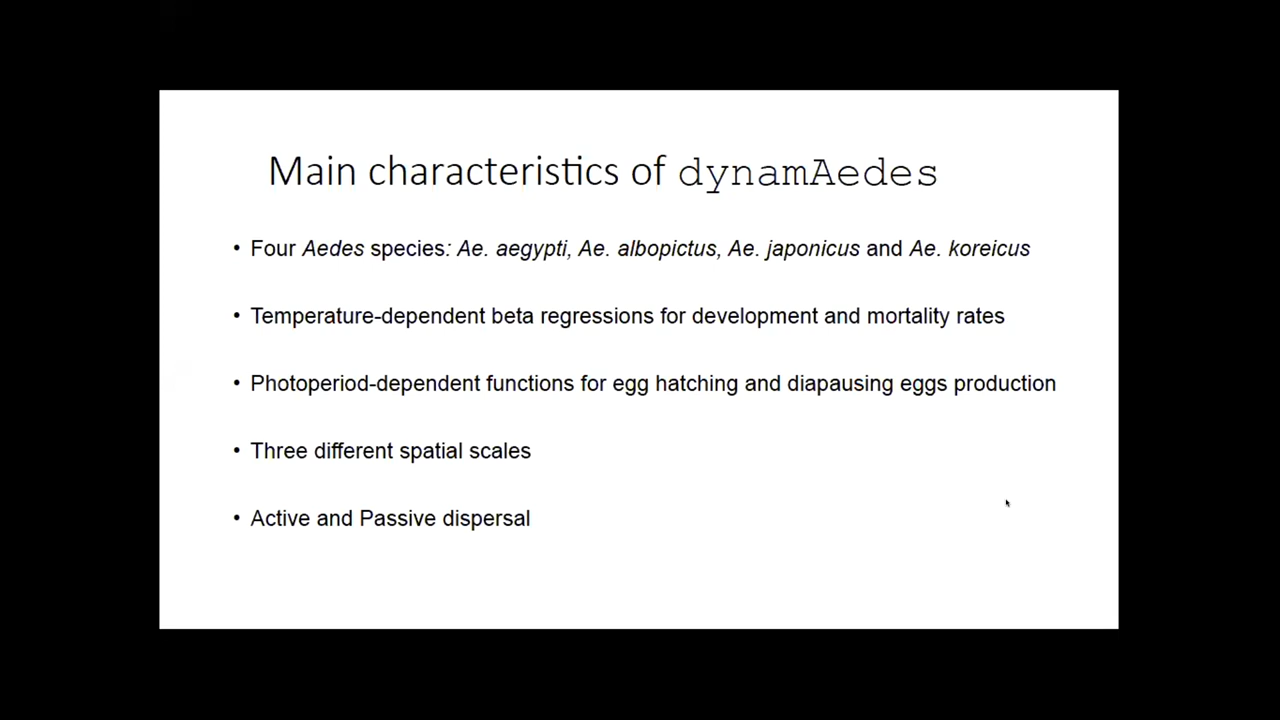 Main characteristics of dynamAedes
• Four Aedes species: Ae. aegypti, Ae. albopictus, Ae. japonicus and Ae. koreicus
• Temperature-dependent beta regressions for development and mortality rates
• Photoperiod-dependent functions for egg hatching and diapausing eggs production
• Three different spatial scales
• Active and Passive dispersal